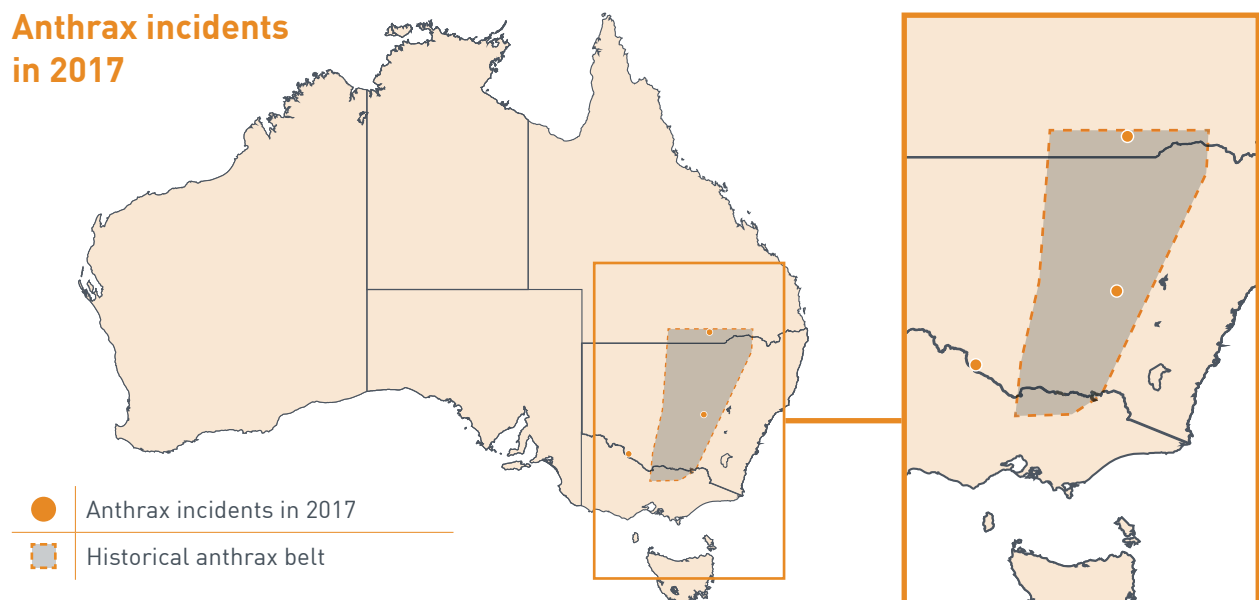 Anthrax incidents
in 2017
Anthrax incidents in 2017
Historical anthrax belt